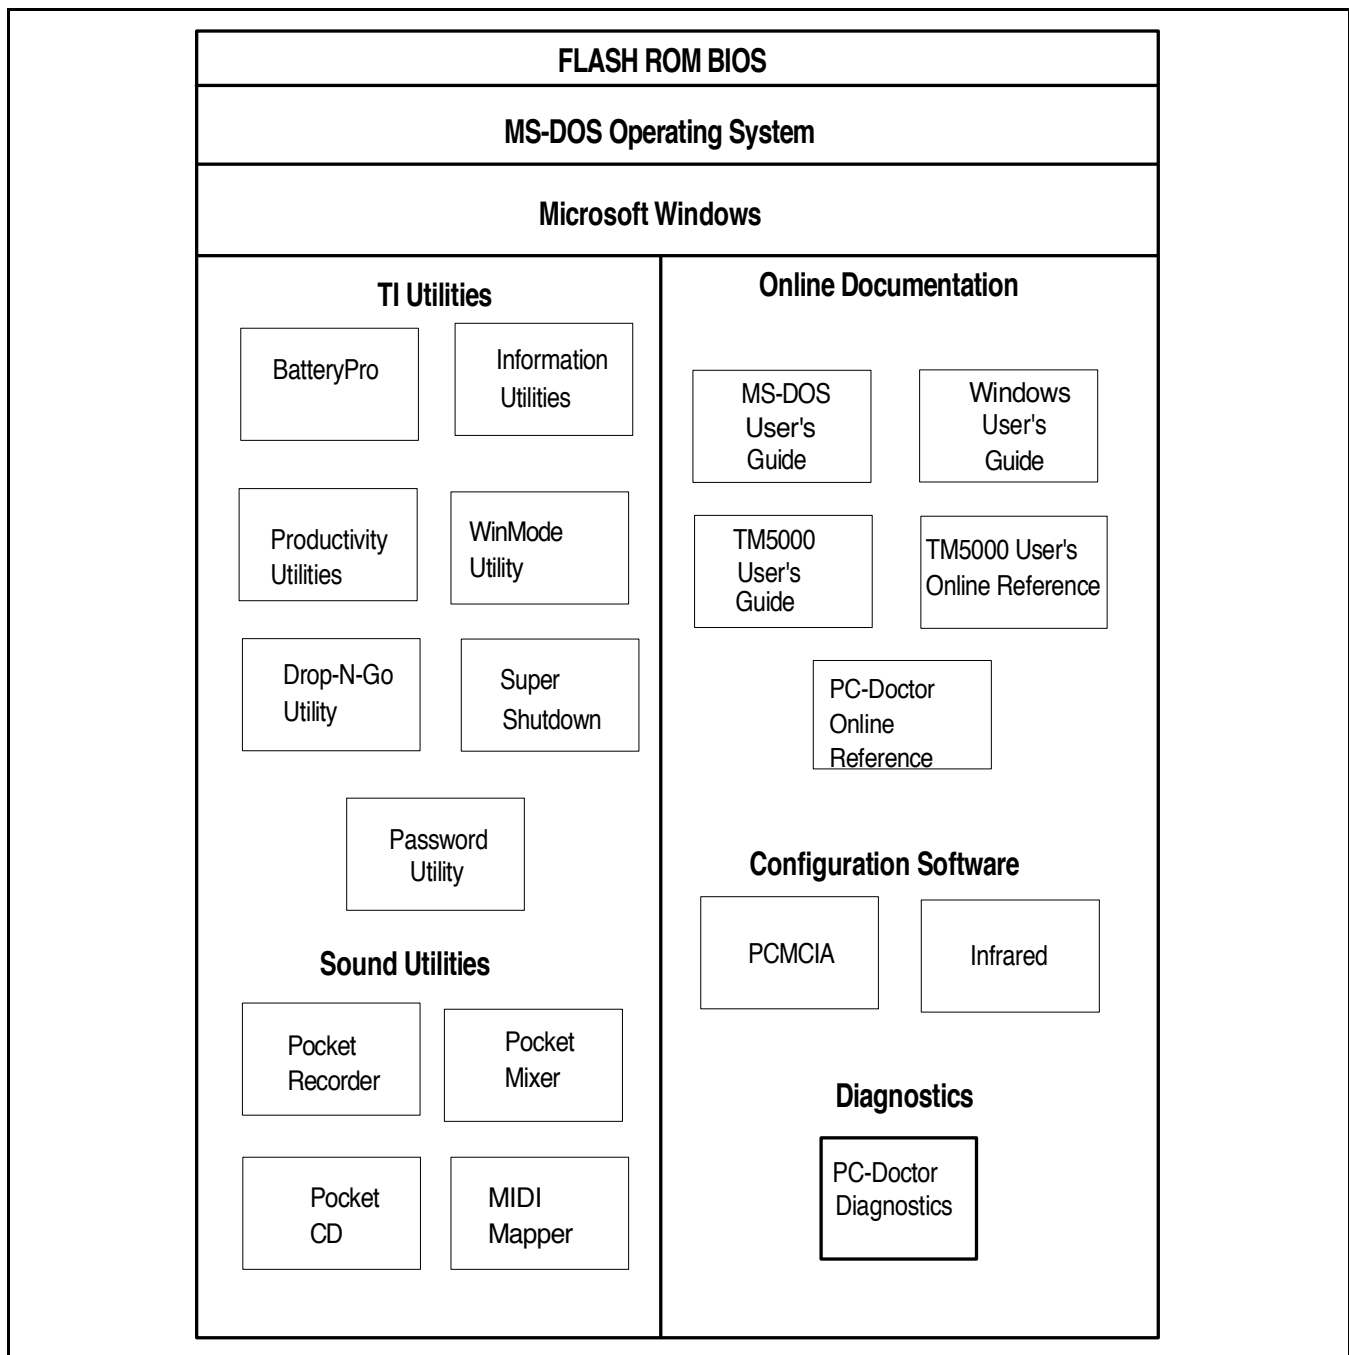 FLASH ROM BIOS
MS-DOS Operating System
Microsoft Windows
TI Utilities
BatteryPro
Information
Utilities
Productivity
Utilities
WinMode
Utility
Drop-N-Go
Utility
Super
Shutdown
Password
Utility
Sound Utilities
Pocket
Recorder
Pocket
Mixer
Pocket
CD
MIDI
Mapper
Online Documentation
MS-DOS
User's
Guide
Windows
User's
Guide
TM5000
User's
Guide
TM5000 User's
Online Reference
PC-Doctor
Online
Reference
Configuration Software
PCMCIA
Infrared
Diagnostics
PC-Doctor
Diagnostics